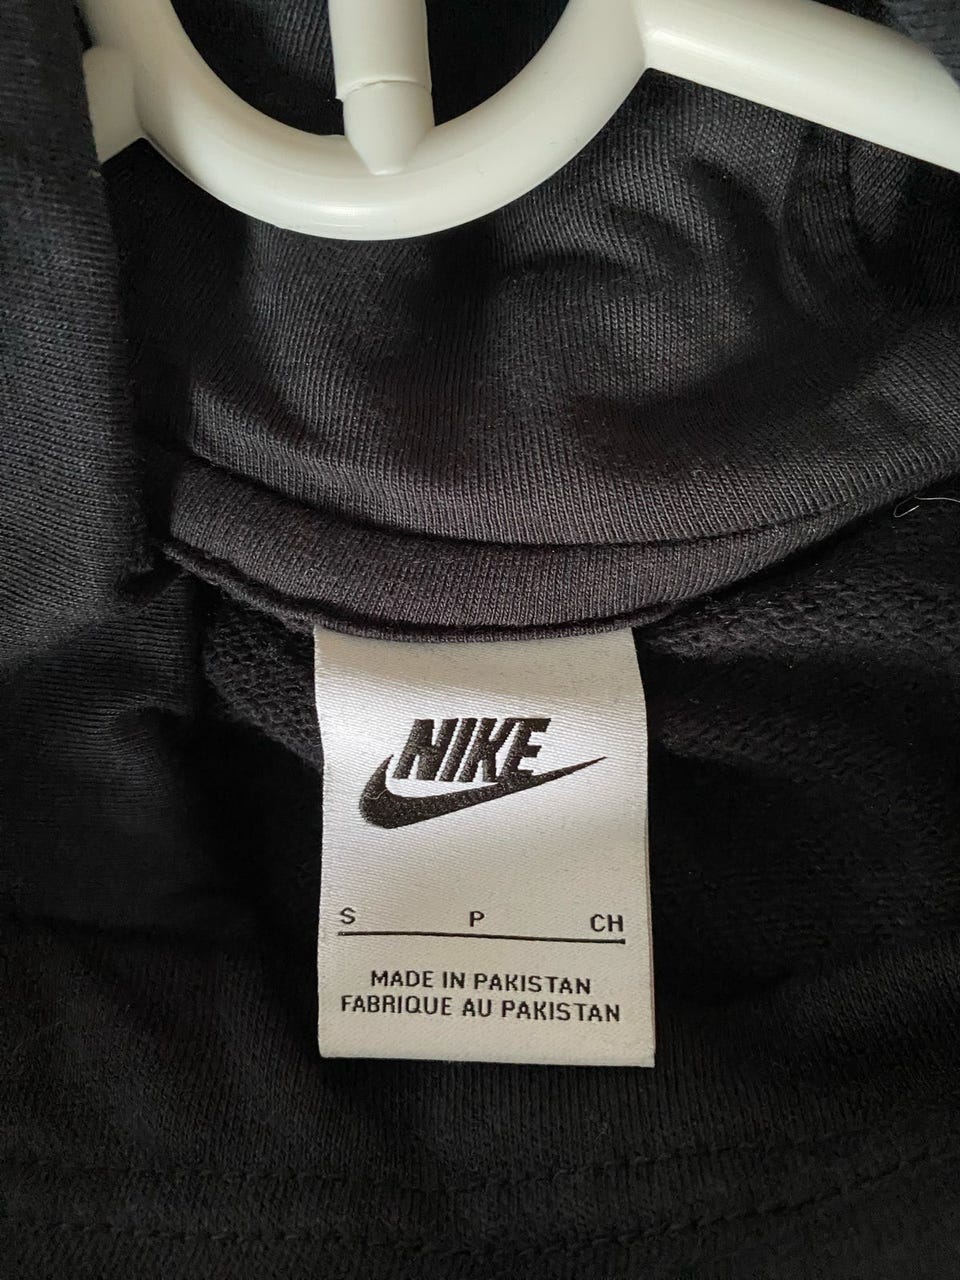 NIKE
S P CH
MADE IN PAKISTAN
FABRIQUE AU PAKISTAN